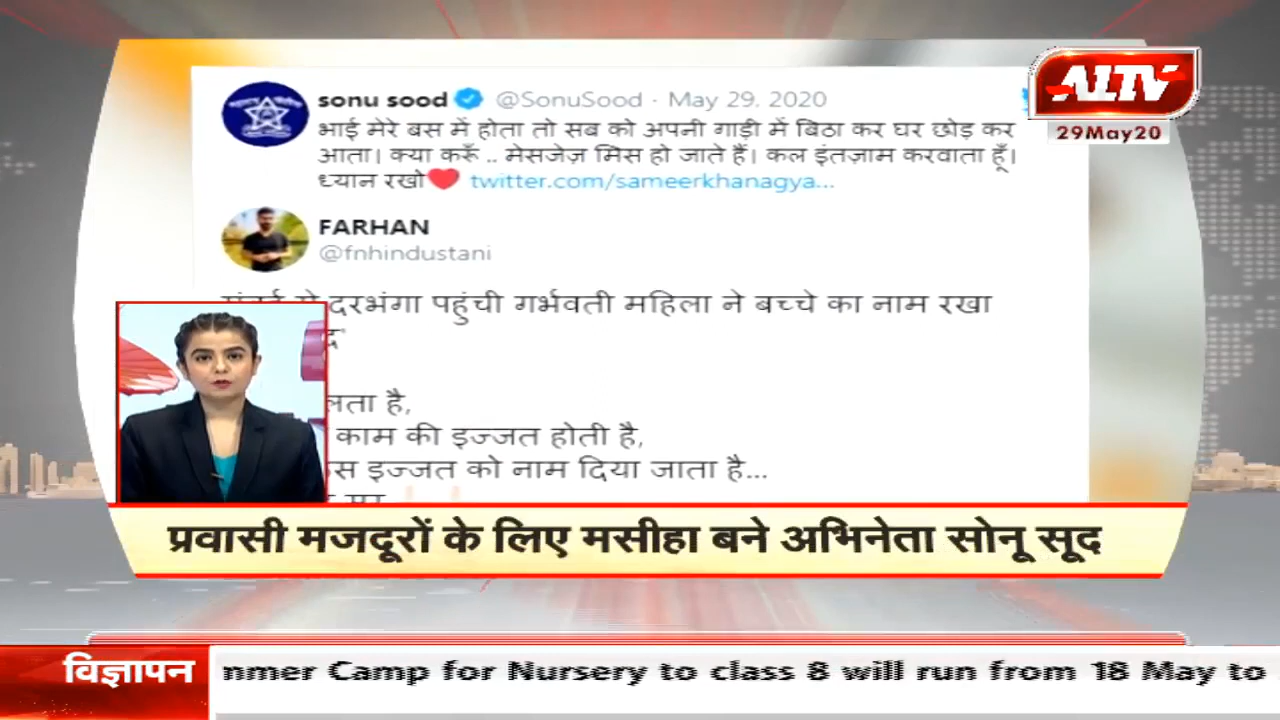 sonu sood @SonuSood · May 29, 2020
भाई मेरे बस में होता तो सब को अपनी गाड़ी में बिठा कर घर छोड़ कर
आता। क्या करूँ .. मेसजेज़ मिस हो जाते हैं। कल इंतज़ाम करवाता हूँ।
ध्यान रखो❤️ twitter.com/sameerkhanagya...
ALTV
29May20
FARHAN
@fnhindustani
दरभंगा पहुंची गर्भवती महिला ने बच्चे का नाम रखा
है,
काम की इज्जत होती है,
इज्जत को नाम दिया जाता है...
प्रवासी मजदूरों के लिए मसीहा बने अभिनेता सोनू सूद
विज्ञापन
nmer Camp for Nursery to class 8 will run from 18 May to